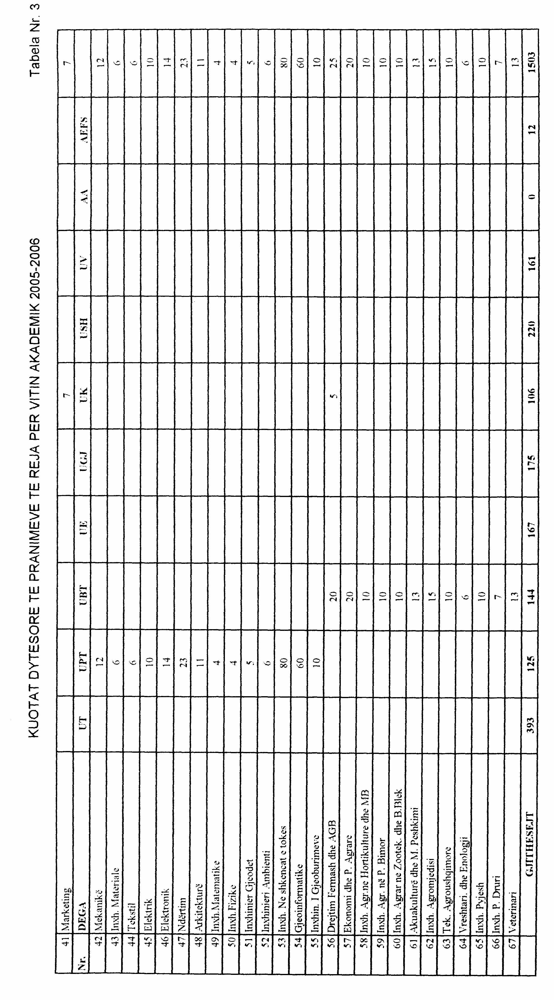 Tabela Nr. 3
KUOTAT DYTESORE TE PRANIMEVE TE REJA PER VITIN AKADEMIK 2005-2006
41 Marketing 7 7
Nr. DEGA UT UPT UBT UE UGJ UK USH UV AA AEFS
42 Mekanikë 12 12
43 Inxh. Materiale 6 6
44 Tekstil 6 6
45 Elektrik 10 10
46 Elektronik 14 14
47 Ndërtim 23 23
48 Arkitekturë 11 11
49 Inxh.Matematike 4 4
50 Inxh.Fizike 4 4
51 Inxhinier Gjeodet 5 5
52 Inxhinieri Ambienti 6 6
53 Inxh. Ne shkencat e tokes 80 80
54 Gjeoinformatike 60 60
55 Inxhin. I Gjeoburimeve 10 10
56 Drejtim Fermash dhe AGB 20 5 25
57 Ekonomi dhe P. Agrare 20 20
58 Inxh. Agr.ne Hortikulture dhe MB 10 10
59 Inxh. Agr. në P. Bimor 10 10
60 Inxh. Agrar ne Zootek. dhe B.Blek 10 10
61 Akuakulturë dhe M. Peshkimi 13 13
62 Inxh. Agromjedisi 15 15
63 Tek. Agroushqimore 10 10
64 Vreshtari. dhe Enologji 6 6
65 Inxh. Pyjesh 10 10
66 Inxh. P. Druri 7 7
67 Veterinari 13 13
GJITHESEJT 393 125 144 167 175 106 220 161 0 12 1503